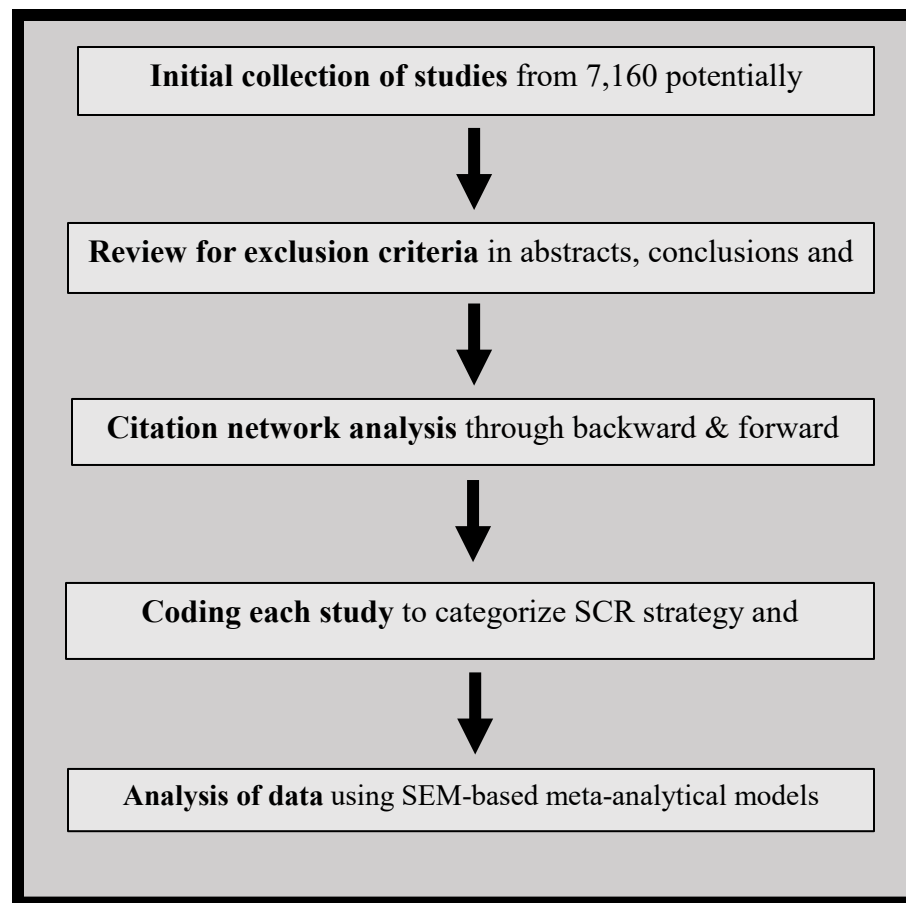 Initial collection of studies from 7,160 potentially
Review for exclusion criteria in abstracts, conclusions and
Citation network analysis through backward & forward
Coding each study to categorize SCR strategy and
Analysis of data using SEM-based meta-analytical models